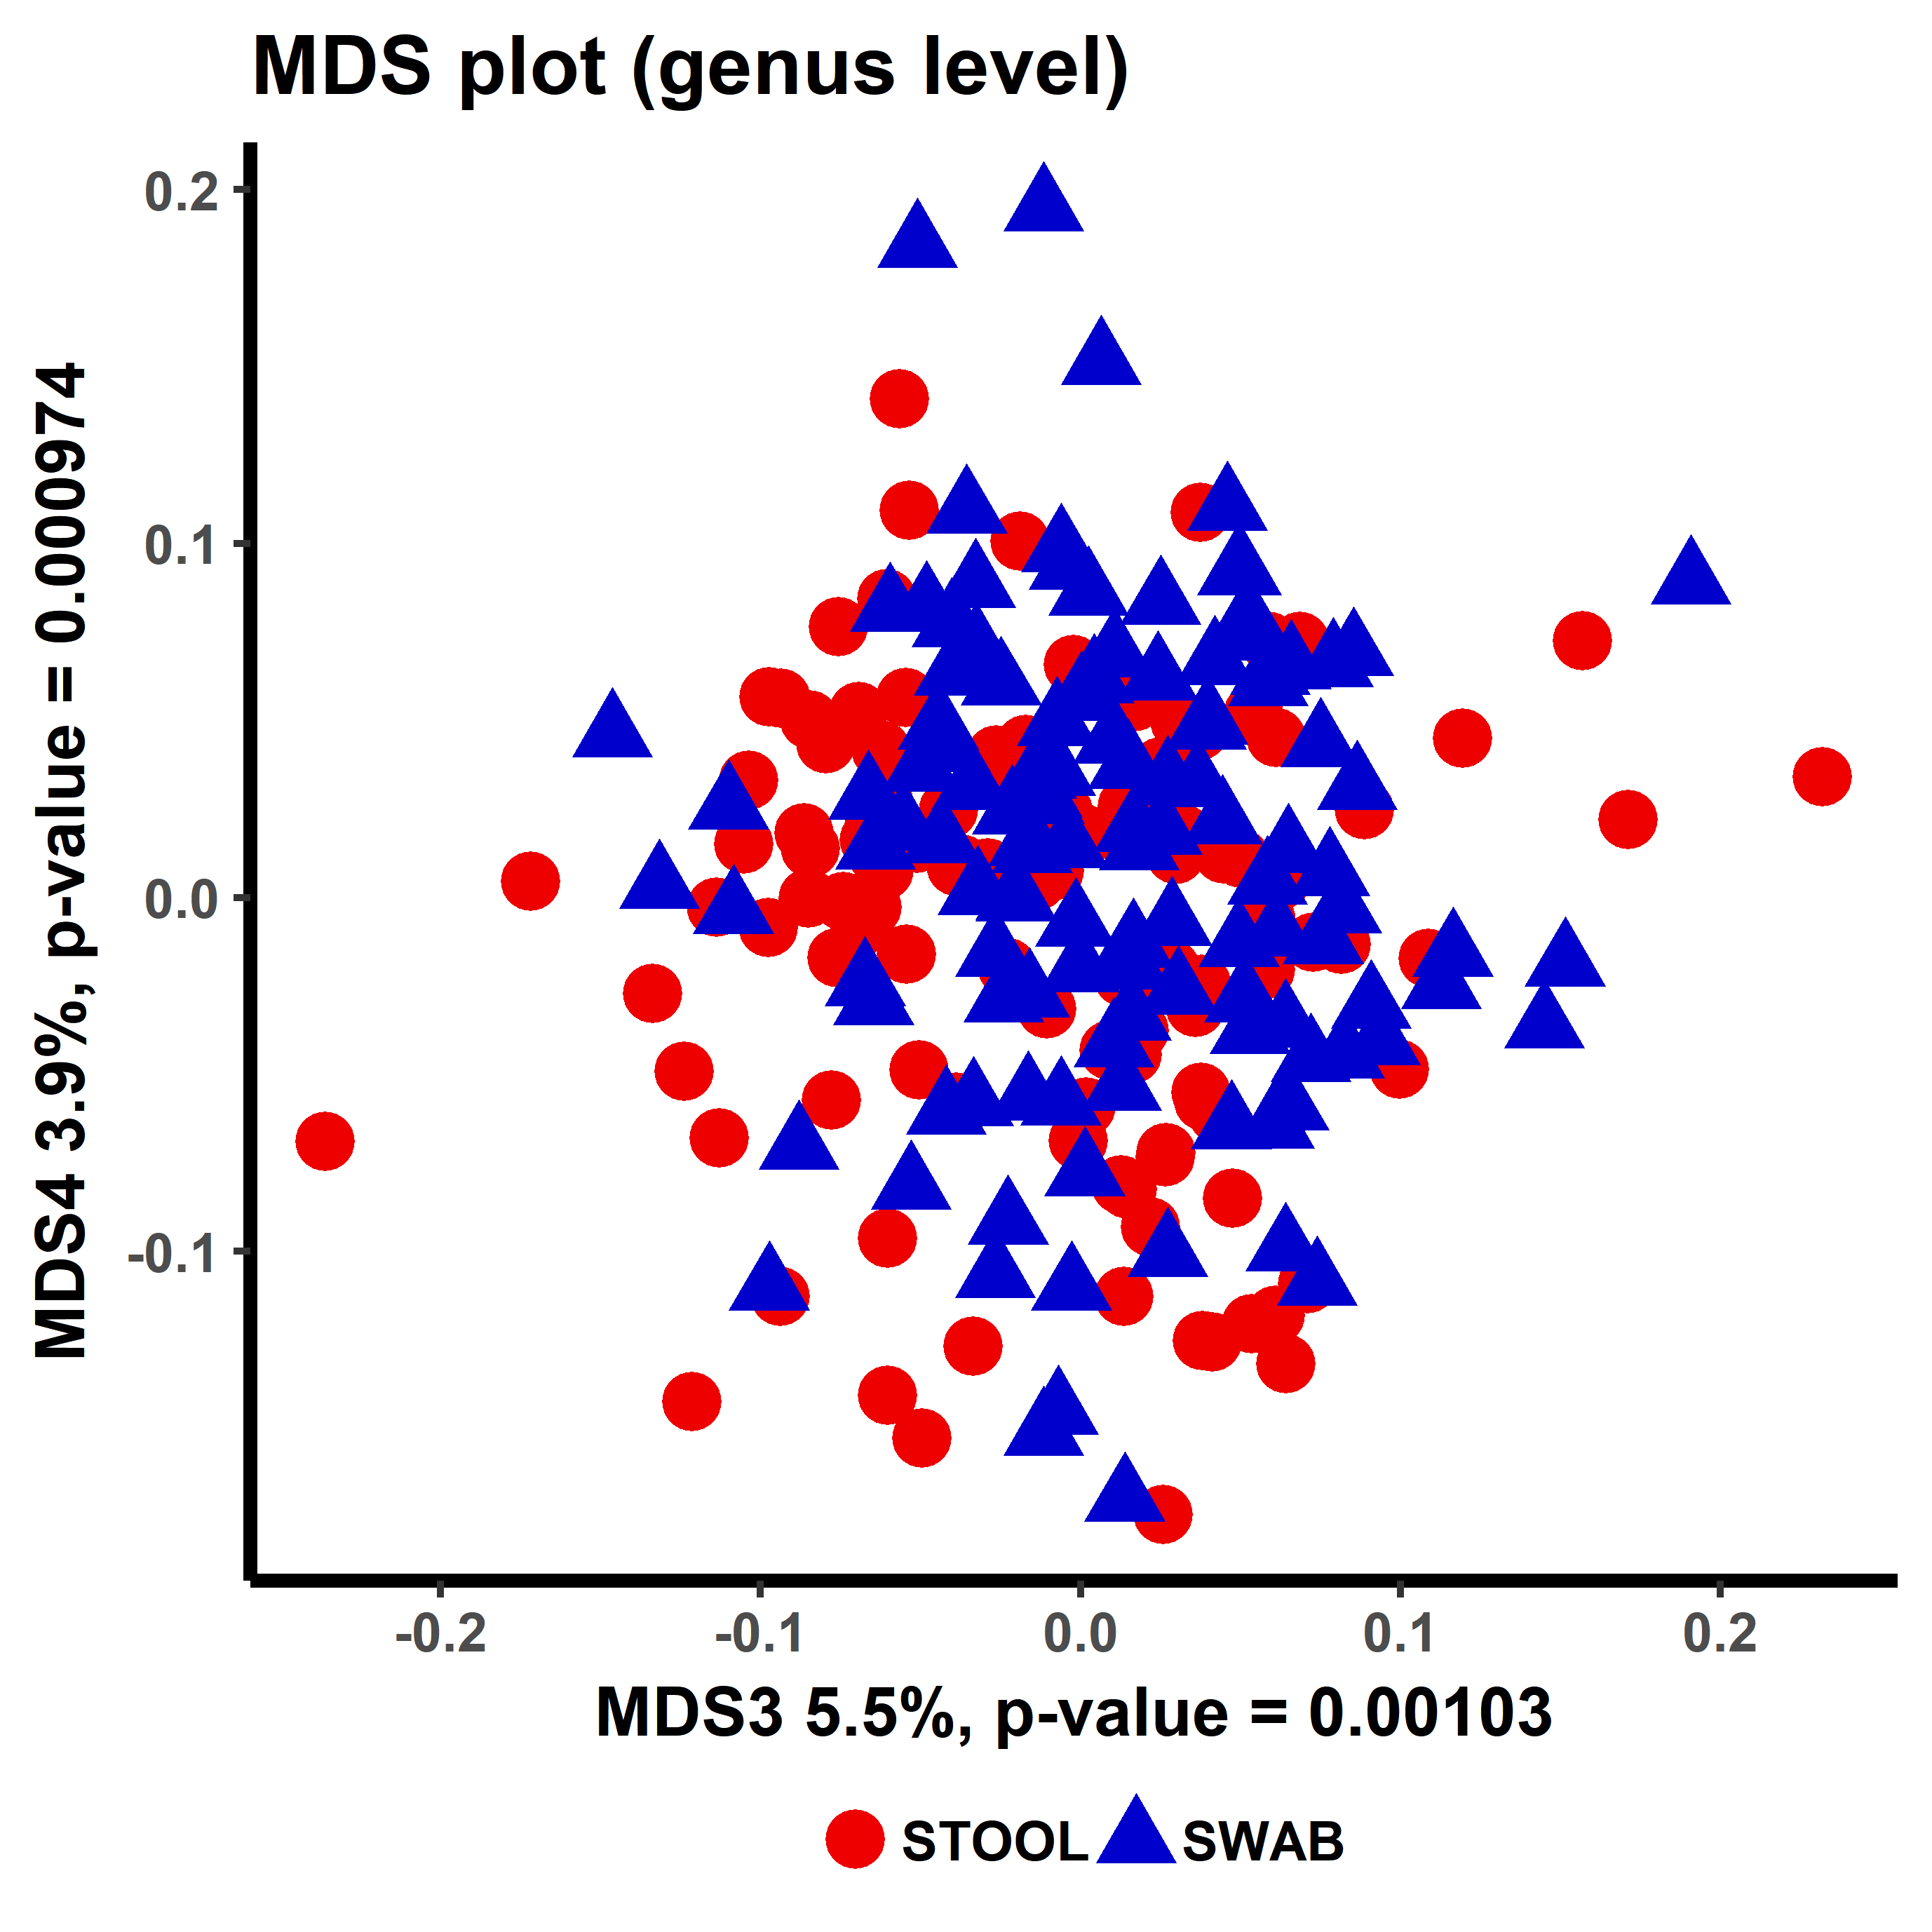 MDS plot (genus level)
MDS4 3.9%, p-value = 0.000974
0.2
0.1
0.0
-0.1
-0.2
-0.1
0.0
0.1
0.2
MDS3 5.5%, p-value = 0.00103
STOOL
SWAB